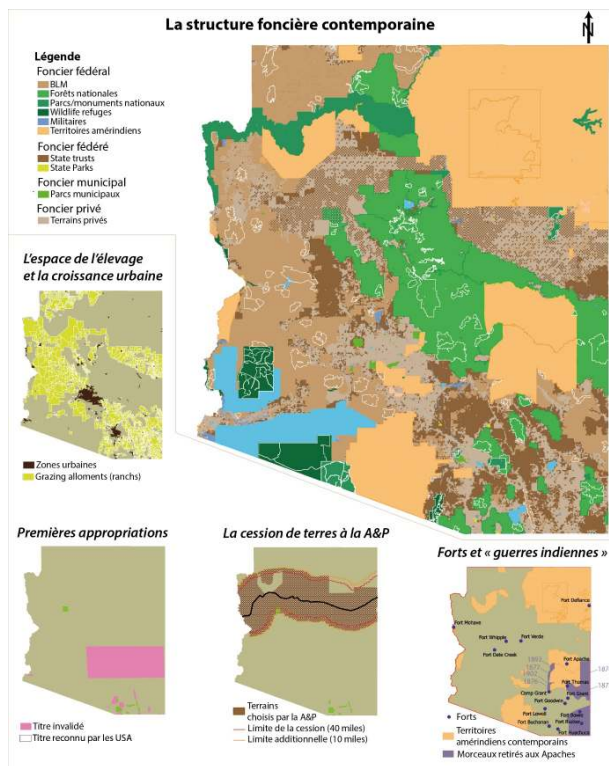 La structure foncière contemporaine
N
Légende
Foncier fédéral
BLM
Forêts nationales
Parcs/monuments nationaux
Wildlife refuges
Militaires
Territoires amérindiens
Foncier fédéré
State trusts
State Parks
Foncier municipal
Parcs municipaux
Foncier privé
Terrains privés
L'espace de l'élevage
et la croissance urbaine
Zones urbaines
Grazing alloments (ranchs)
Premières appropriations
Titre invalidé
Titre reconnu par les USA
La cession de terres à la A&P
Terrains
choisis par la A&P
Limite de la cession (40 miles)
Limite additionnelle (10 miles)
Forts et « guerres indiennes »
Fort Defiance
Fort Mohave
Fort Whipple
Fort Verde
Fort Date Creek
Fort Apache
Fort Thomas
Camp Grant
Fort Grant
Fort Goodwin
Fort Lowell
Fort Bowie
Fort Buchanan
Fort Huachuca
Forts
Territoires
amérindiens contemporains
Morceaux retirés aux Apaches